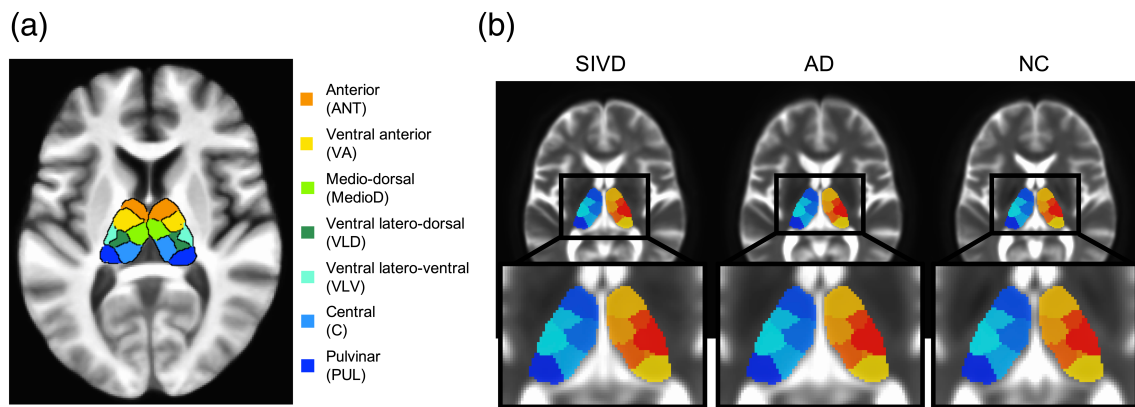 (a)
Anterior
(ANT)
Ventral anterior
(VA)
Medio-dorsal
(MedioD)
Ventral latero-dorsal
(VLD)
Ventral latero-ventral
(VLV)
Central
(C)
Pulvinar
(PUL)
(b)
SIVD
AD
NC